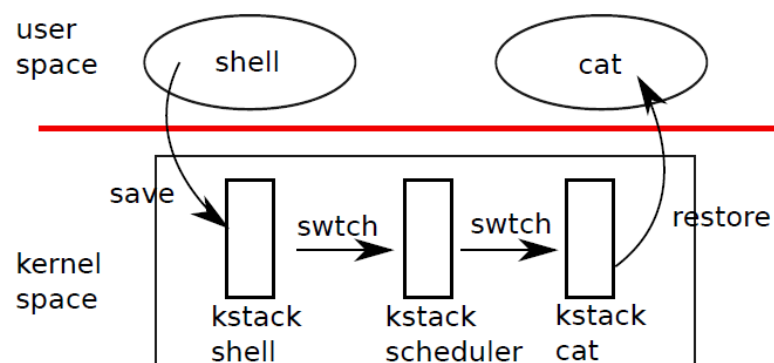 user
space
shell
cat
save
swtch
swtch
restore
kernel
space
kstack
shell
kstack
scheduler
kstack
cat